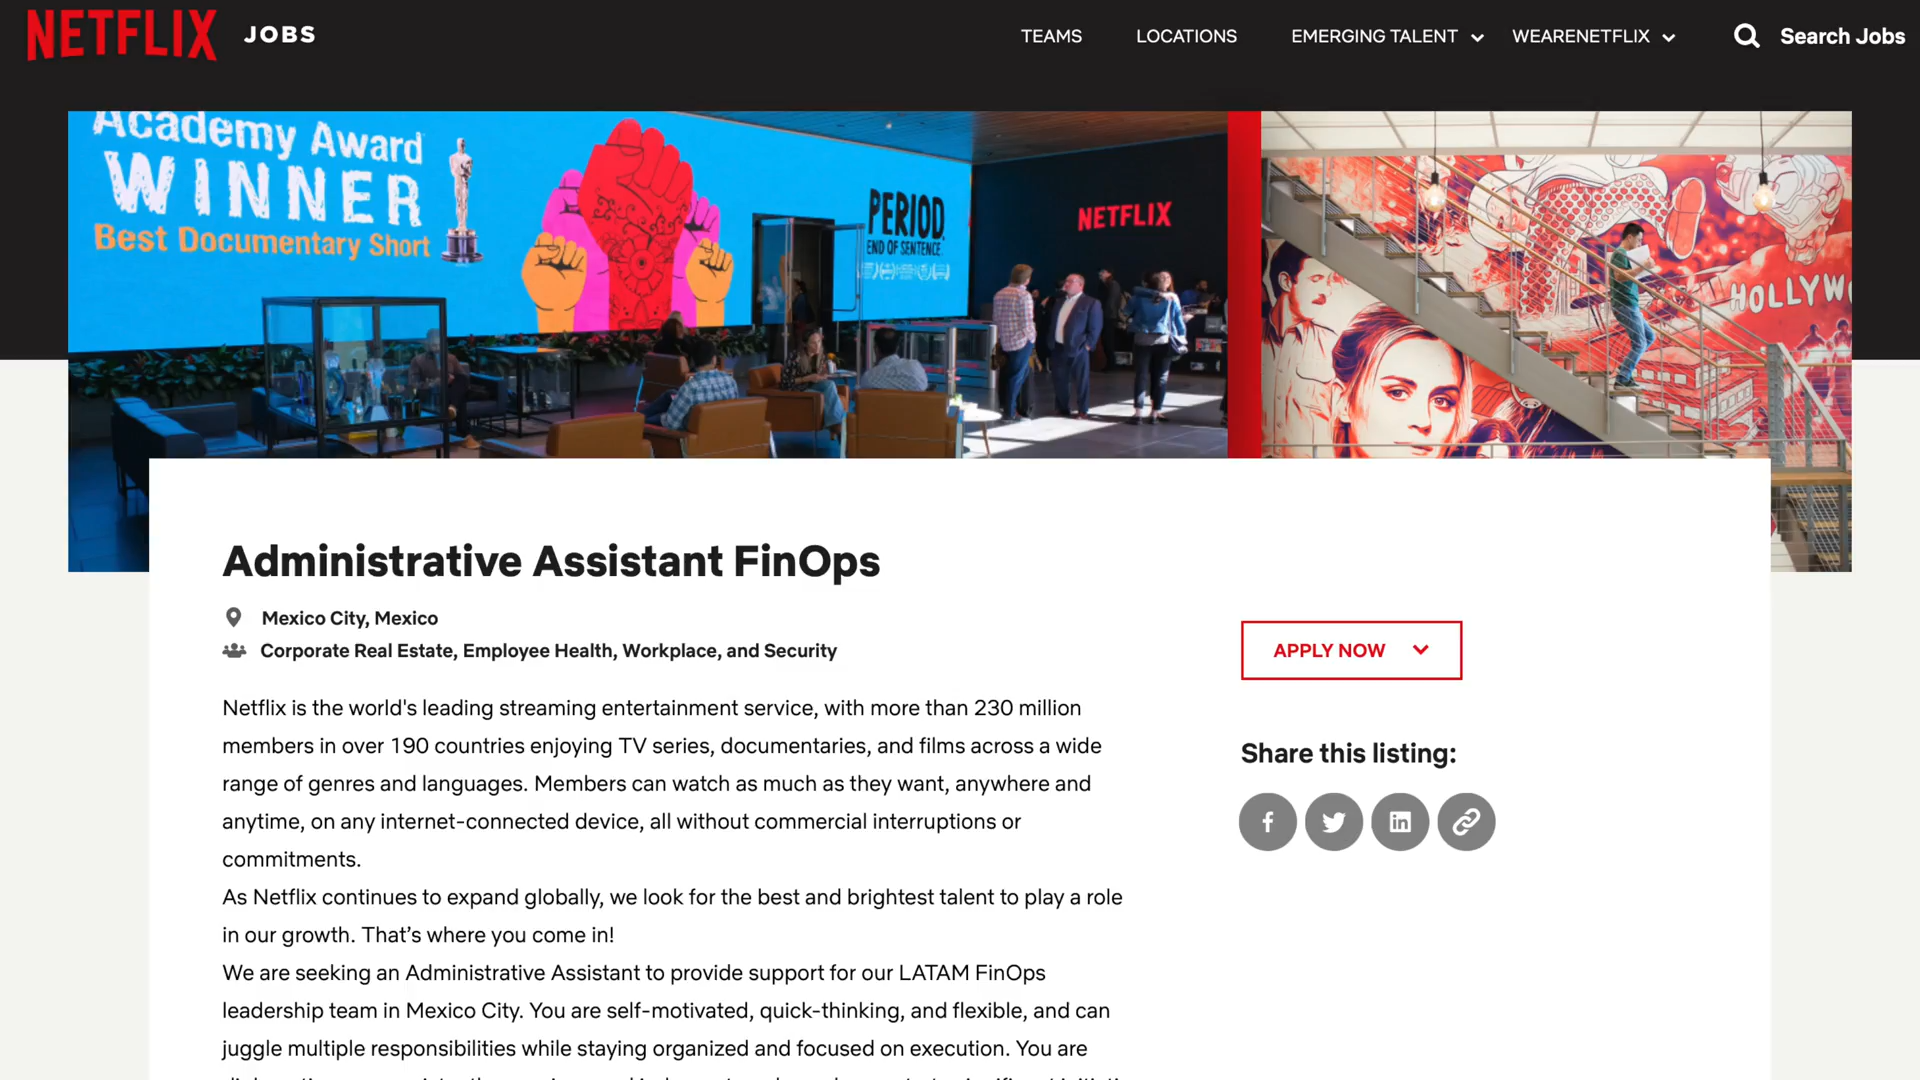 NETFLIX JOBS
TEAMS LOCATIONS EMERGING TALENT WEARENETFLIX Search Jobs
Academy Award
WINNER
Best Documentary Short
PERIOD.
END OF SENTENCE.
NETFLIX
HOLLYW
Administrative Assistant FinOps
Mexico City, Mexico
Corporate Real Estate, Employee Health, Workplace, and Security
APPLY NOW
Netflix is the world's leading streaming entertainment service, with more than 230 million
members in over 190 countries enjoying TV series, documentaries, and films across a wide
range of genres and languages. Members can watch as much as they want, anywhere and
anytime, on any internet-connected device, all without commercial interruptions or
commitments.
As Netflix continues to expand globally, we look for the best and brightest talent to play a role
in our growth. That’s where you come in!
We are seeking an Administrative Assistant to provide support for our LATAM FinOps
leadership team in Mexico City. You are self-motivated, quick-thinking, and flexible, and can
juggle multiple responsibilities while staying organized and focused on execution. You are
Share this listing: